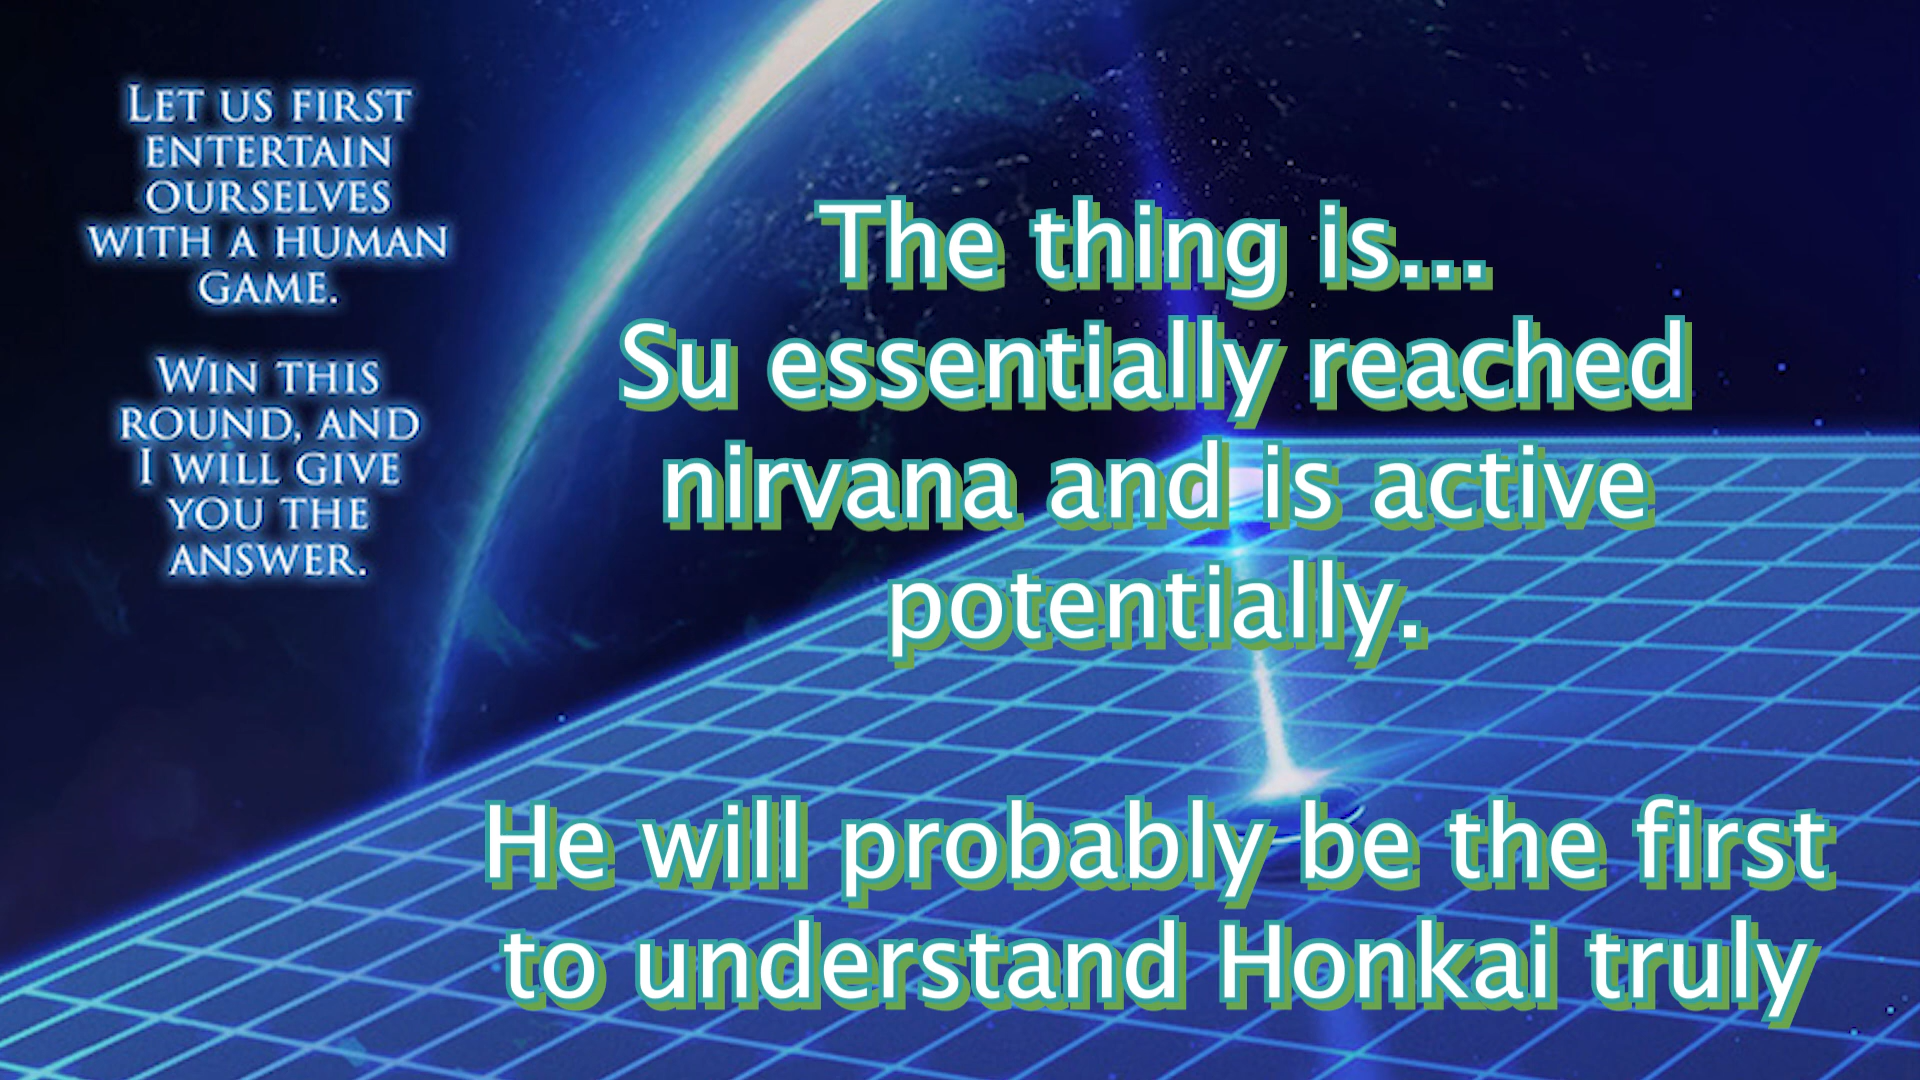 LET US FIRST
ENTERTAIN
OURSELVES
WITH A HUMAN
GAME.
WIN THIS
ROUND, AND
I WILL GIVE
YOU THE
ANSWER.
The thing is...
Su essentially reached
nirvana and is active
potentially.
He will probably be the first
to understand Honkai truly